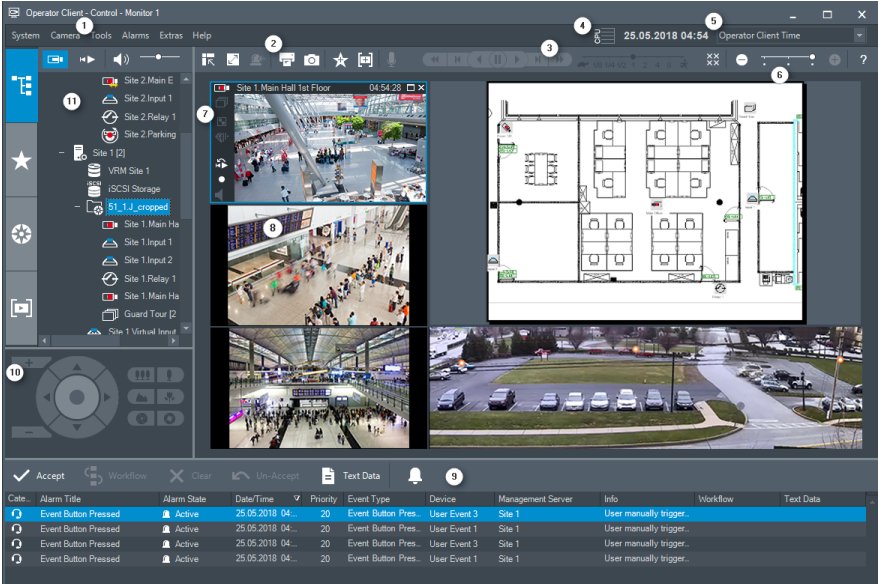 Operator Client - Control - Monitor 1
System Camera 1 Tools Alarms Extras Help
4 CPU 25.05.2018 04:54 5 Operator Client Time
2 3 6 ?
11
Site 2.Main E
Site 2.Input 1
Site 2.Relay 1
Site 2.Parking
Site 1 [2]
VRM Site 1
iSCSI
iSCSI Storage
51_1.J_cropped
Site 1.Main Ha
Site 1.Input 1
Site 1.Input 2
Site 1.Relay 1
Site 1.Main Ha
Guard Tour [2
Site 1.Virtual Input
7 Site 1.Main Hall 1st Floor 04:54:28
8
10
Accept Workflow Clear Un-Accept Text Data 9
Cate... Alarm Title Alarm State Date/Time Priority Event Type Device Management Server Info Workflow Text Data
Event Button Pressed Active 25.05.2018 04:... 20 Event Button Pres... User Event 3 Site 1 User manually trigger...
Event Button Pressed Active 25.05.2018 04:... 20 Event Button Pres... User Event 1 Site 1 User manually trigger...
Event Button Pressed Active 25.05.2018 04:... 20 Event Button Pres... User Event 3 Site 1 User manually trigger...
Event Button Pressed Active 25.05.2018 04:... 20 Event Button Pres... User Event 1 Site 1 User manually trigger...